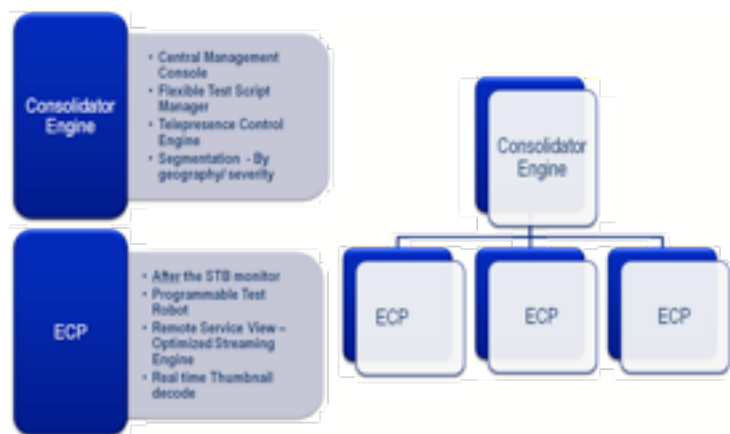 Consolidator
Engine
• Central Management
Console
• Flexible Test Script
Manager
• Telepresence Control
Engine
• Segmentation - By
geography/ severity
ECP
• After the STB monitor
• Programmable Test
Robot
• Remote Service View –
Optimized Streaming
Engine
• Real time Thumbnail
decode
Consolidator
Engine
ECP
ECP
ECP